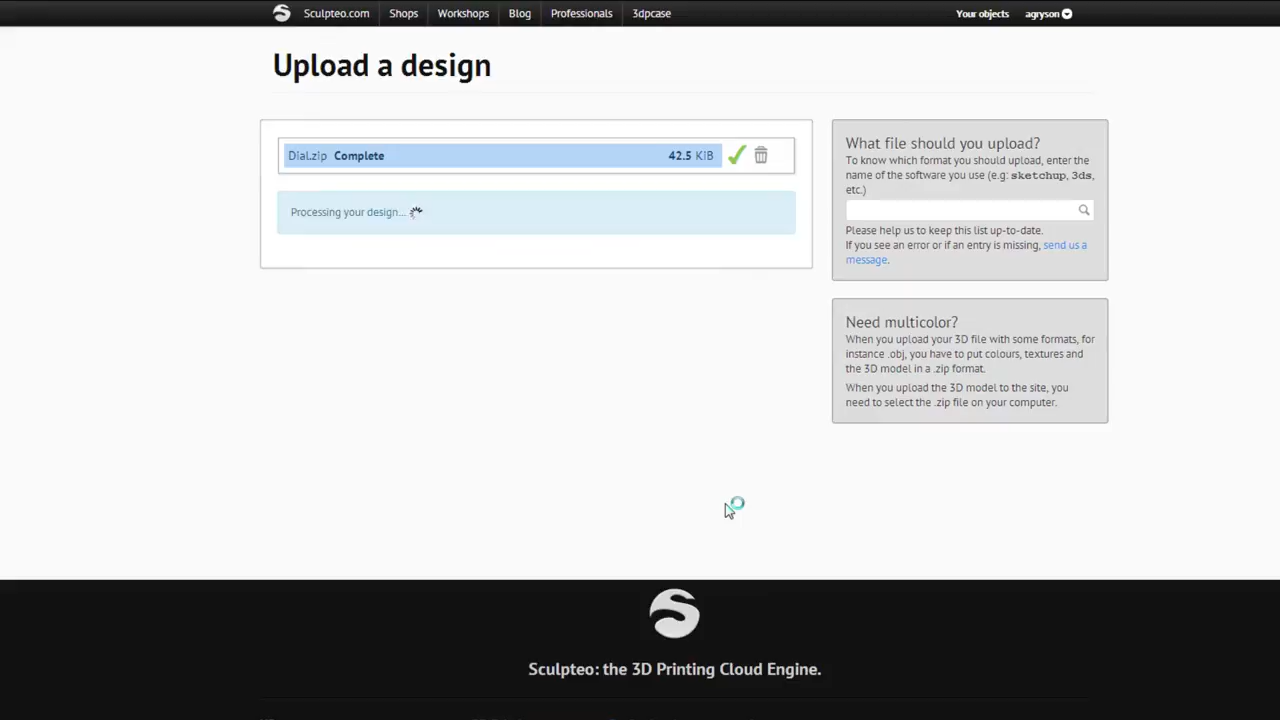 Sculpteo.com Shops Workshops Blog Professionals 3dpcase Your objects agryson
Upload a design
Dial.zip Complete 42.5 KiB
Processing your design...
What file should you upload?
To know which format you should upload, enter the
name of the software you use (e.g: sketchup, 3ds,
etc.)
Please help us to keep this list up-to-date.
If you see an error or if an entry is missing, send us a
message.
Need multicolor?
When you upload your 3D file with some formats, for
instance .obj, you have to put colours, textures and
the 3D model in a .zip format.
When you upload the 3D model to the site, you
need to select the .zip file on your computer.
Sculpteo: the 3D Printing Cloud Engine.